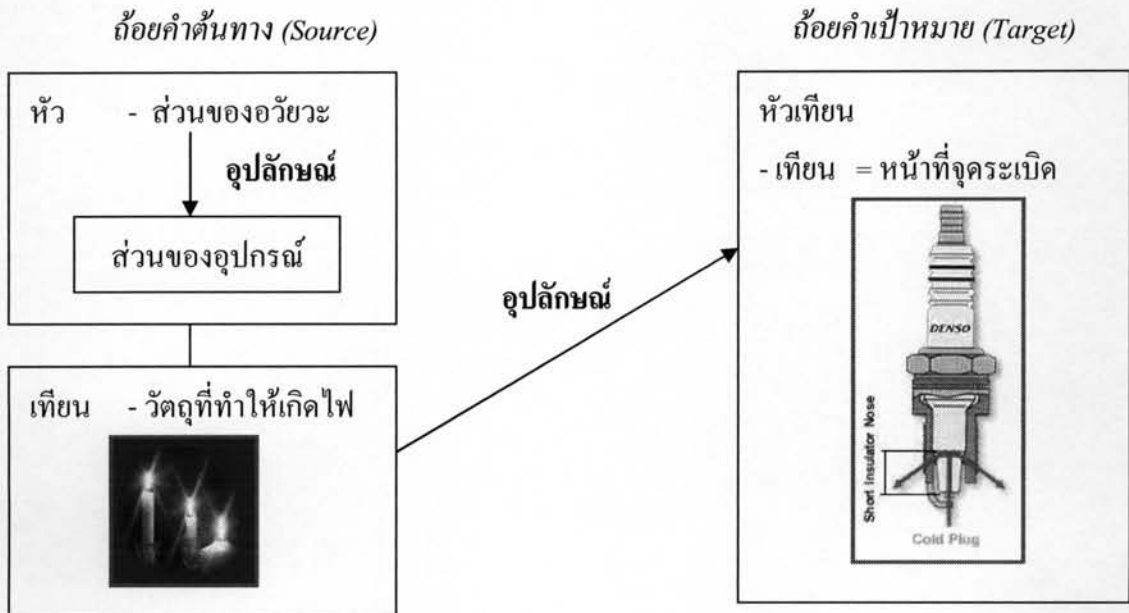 ถ้อยคำต้นทาง (Source)
ถ้อยคำเป้าหมาย (Target)
หัว - ส่วนของอวัยวะ
อุปลักษณ์
ส่วนของอุปกรณ์
เทียน - วัตถุที่ทำให้เกิดไฟ
อุปลักษณ์
หัวเทียน
- เทียน = หน้าที่จุดระเบิด
DENSO
Short Insulator Nose
Cold Plug